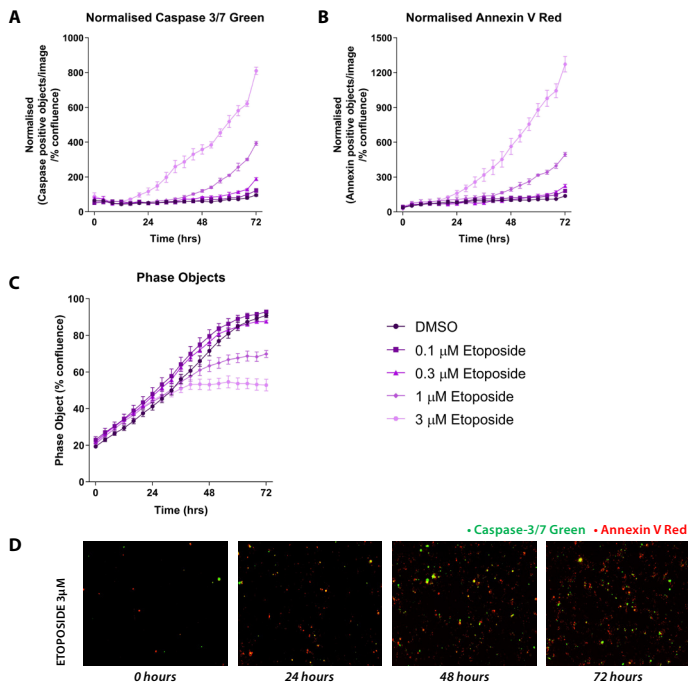 A
Normalised Caspase 3/7 Green
Normalised
(Caspase positive objects/image
/% confluence)
1000
800
600
400
200
0
0
24
48
72
Time (hrs)
B
Normalised Annexin V Red
Normalised
(Annexin positive objects/image
/% confluence)
1500
1200
900
600
300
0
0
24
48
72
Time (hrs)
C
Phase Objects
Phase Object (% confluence)
100
80
60
40
20
0
0
24
48
72
Time (hrs)
DMSO
0.1 µM Etoposide
0.3 µM Etoposide
1 µM Etoposide
3 µM Etoposide
• Caspase-3/7 Green • Annexin V Red
D
ETOPOSIDE 3µM
0 hours
24 hours
48 hours
72 hours